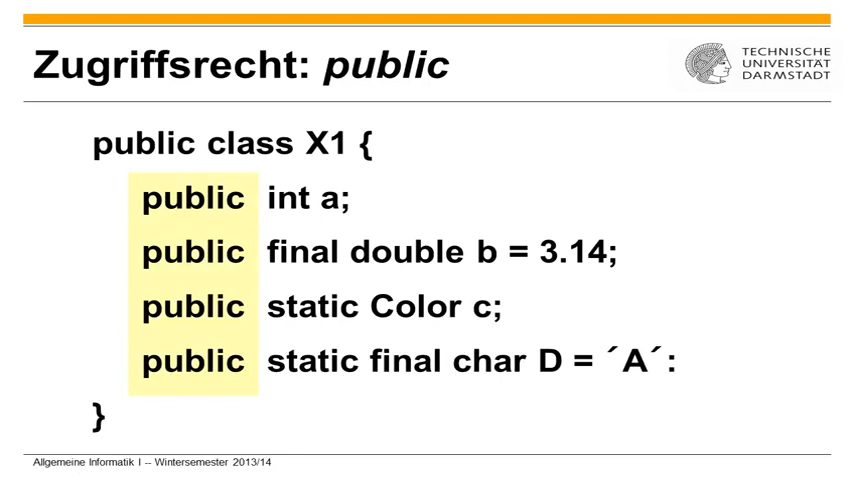 Zugriffsrecht: public
TECHNISCHE
UNIVERSITÄT
DARMSTADT
public class X1 {
public int a;
public final double b = 3.14;
public static Color c;
public static final char D = ´A´:
}
Allgemeine Informatik I -- Wintersemester 2013/14